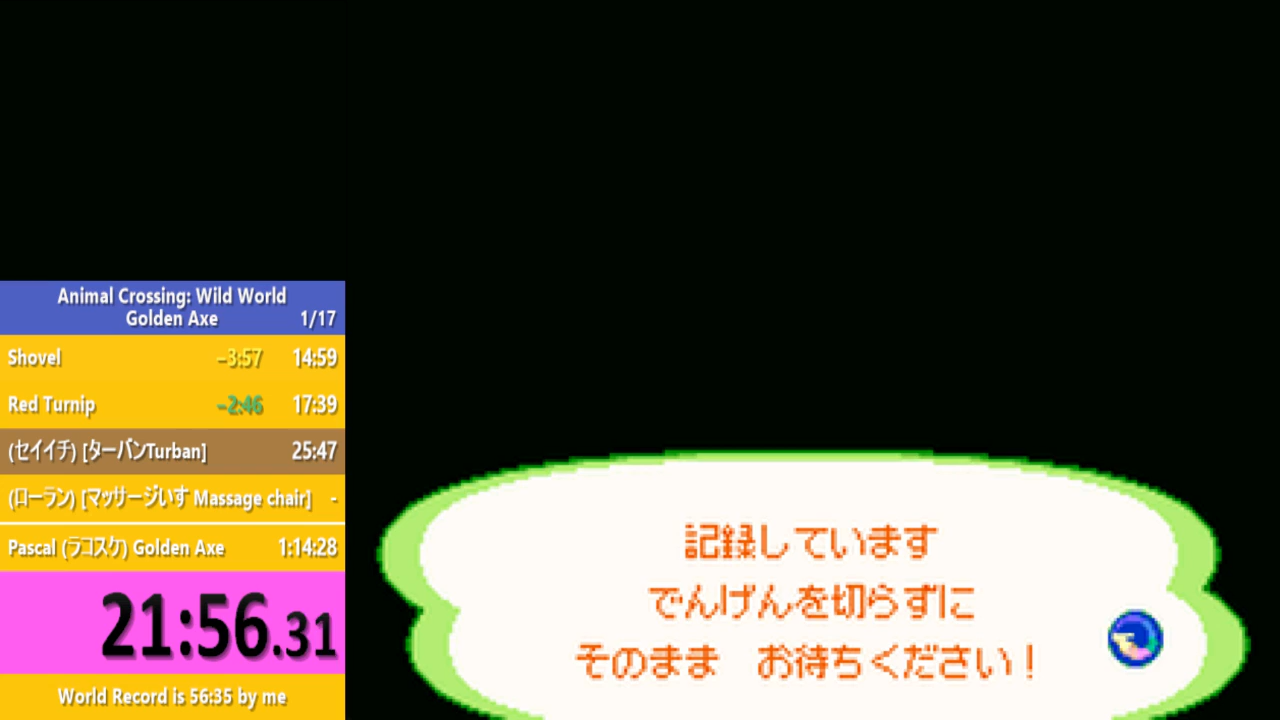 Animal Crossing: Wild World
Golden Axe 1/17
Shovel −3:57 14:59
Red Turnip −2:46 17:39
(セイイチ) [ターバンTurban] 25:47
(ローラン) [マッサージいす Massage chair] -
Pascal (ラコスケ) Golden Axe 1:14:28
21:56.31
World Record is 56:35 by me
記録しています
でんげんを切らずに
そのまま お待ちください！